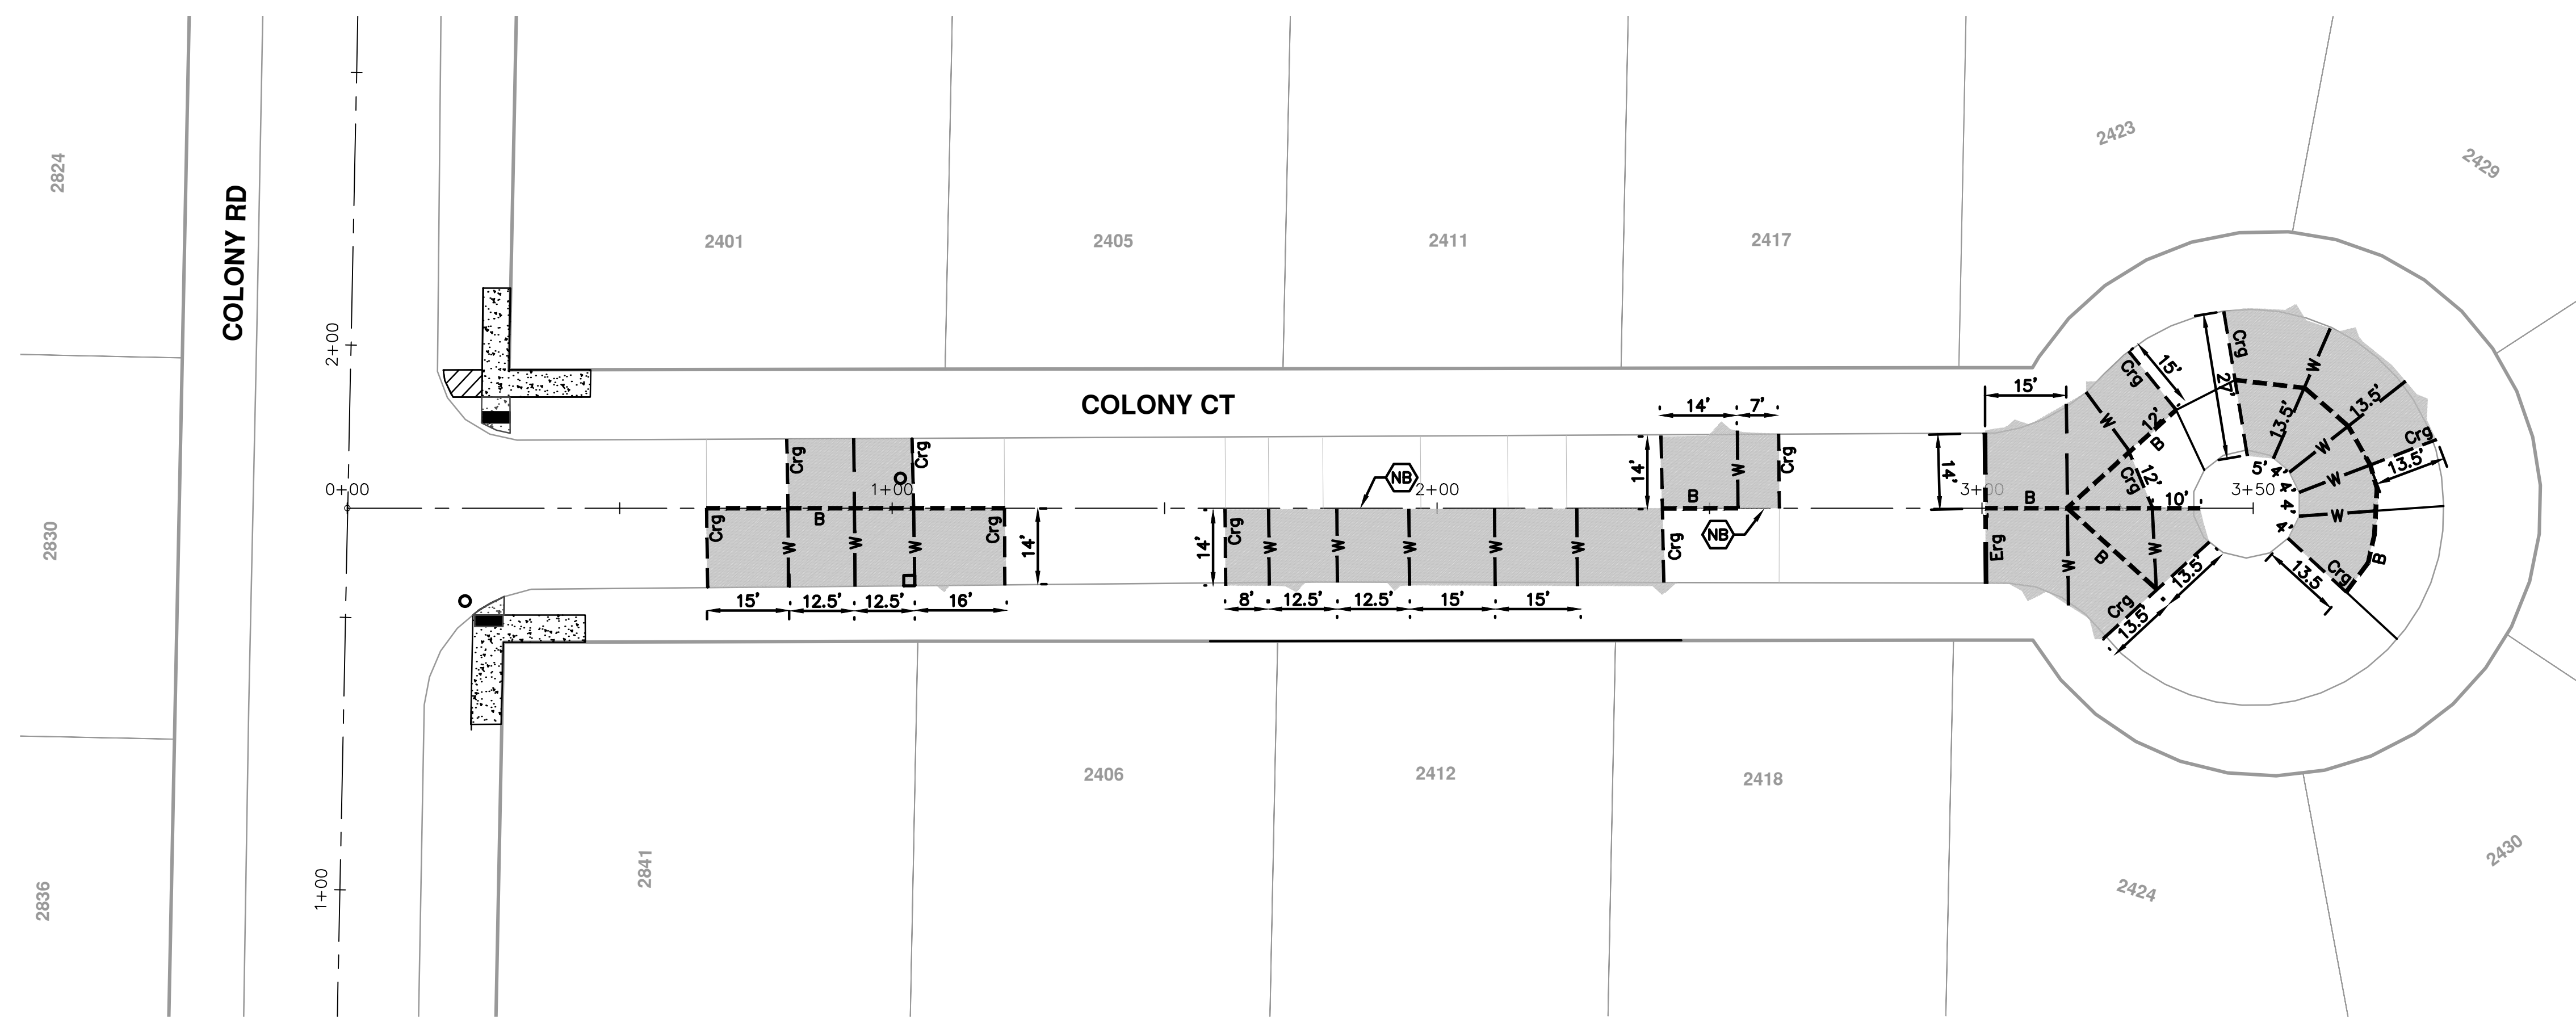 2824
COLONY RD
2+00
2423
2429
2401
2405
2411
2417
COLONY CT
15'
14'
7'
15'
27'
Crg
W
13.5'
13.5'
Crg
W
12'
B
Crg
12'
W
W
Crg
13.5'
W
5'
4'
4'
4'
4'
Crg
Crg
NB
14'
W
Crg
B
14'
0+00
1+00
2+00
3+00
3+50
10'
B
2830
Crg
B
W
W
W
Crg
14'
14'
Crg
W
W
W
W
W
Crg
NB
Erg
W
B
W
Crg
13.5'
13.5'
13.5
Crg
B
15'
12.5'
12.5'
16'
8'
12.5'
12.5'
15'
15'
2406
2412
2418
2841
2424
2430
1+00
2836